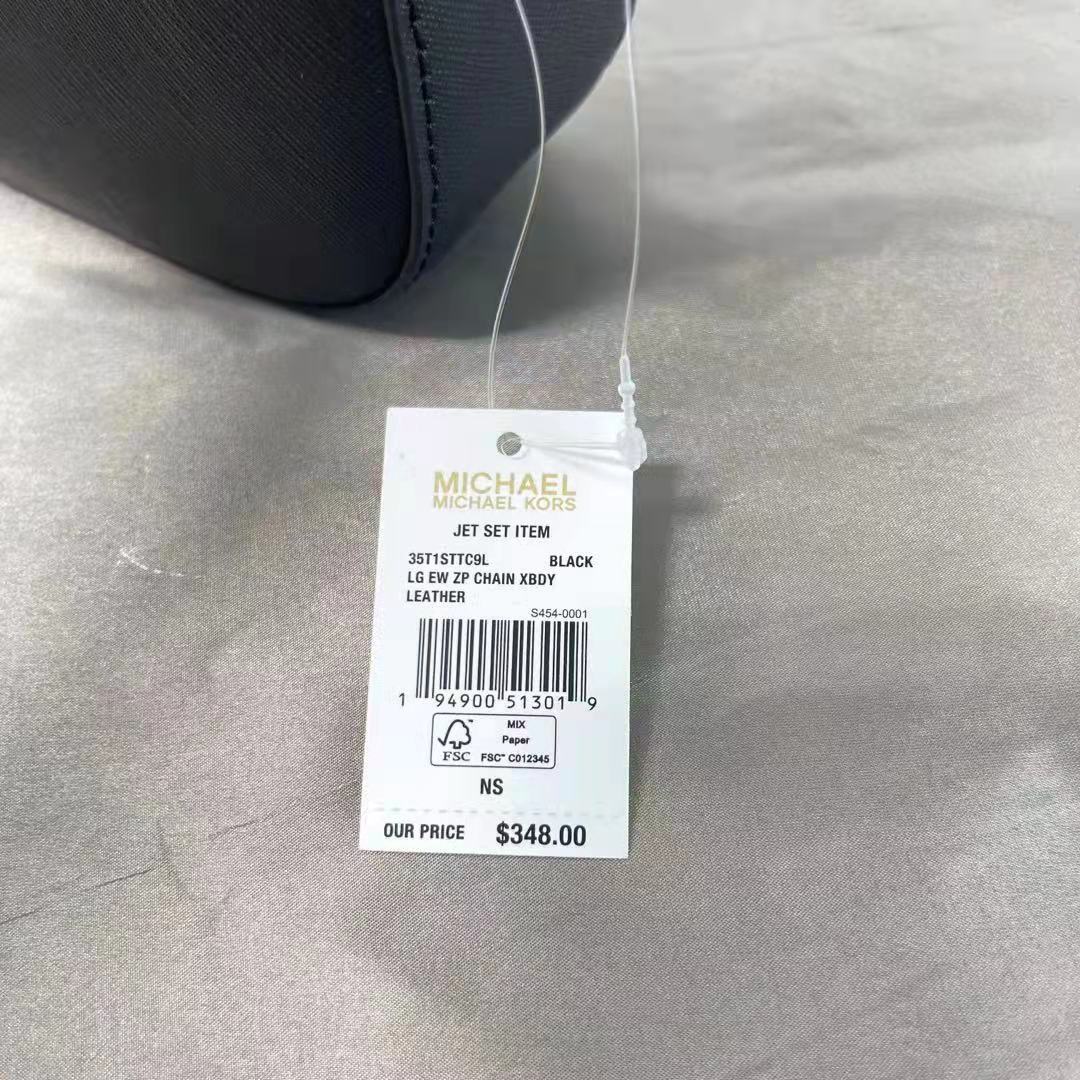 MICHAEL
MICHAEL KORS
JET SET ITEM
35T1STTC9L BLACK
LG EW ZP CHAIN XBDY
LEATHER
S454-0001
1 94900 51301 9
MIX
Paper
FSC FSC™ C012345
NS
OUR PRICE $348.00